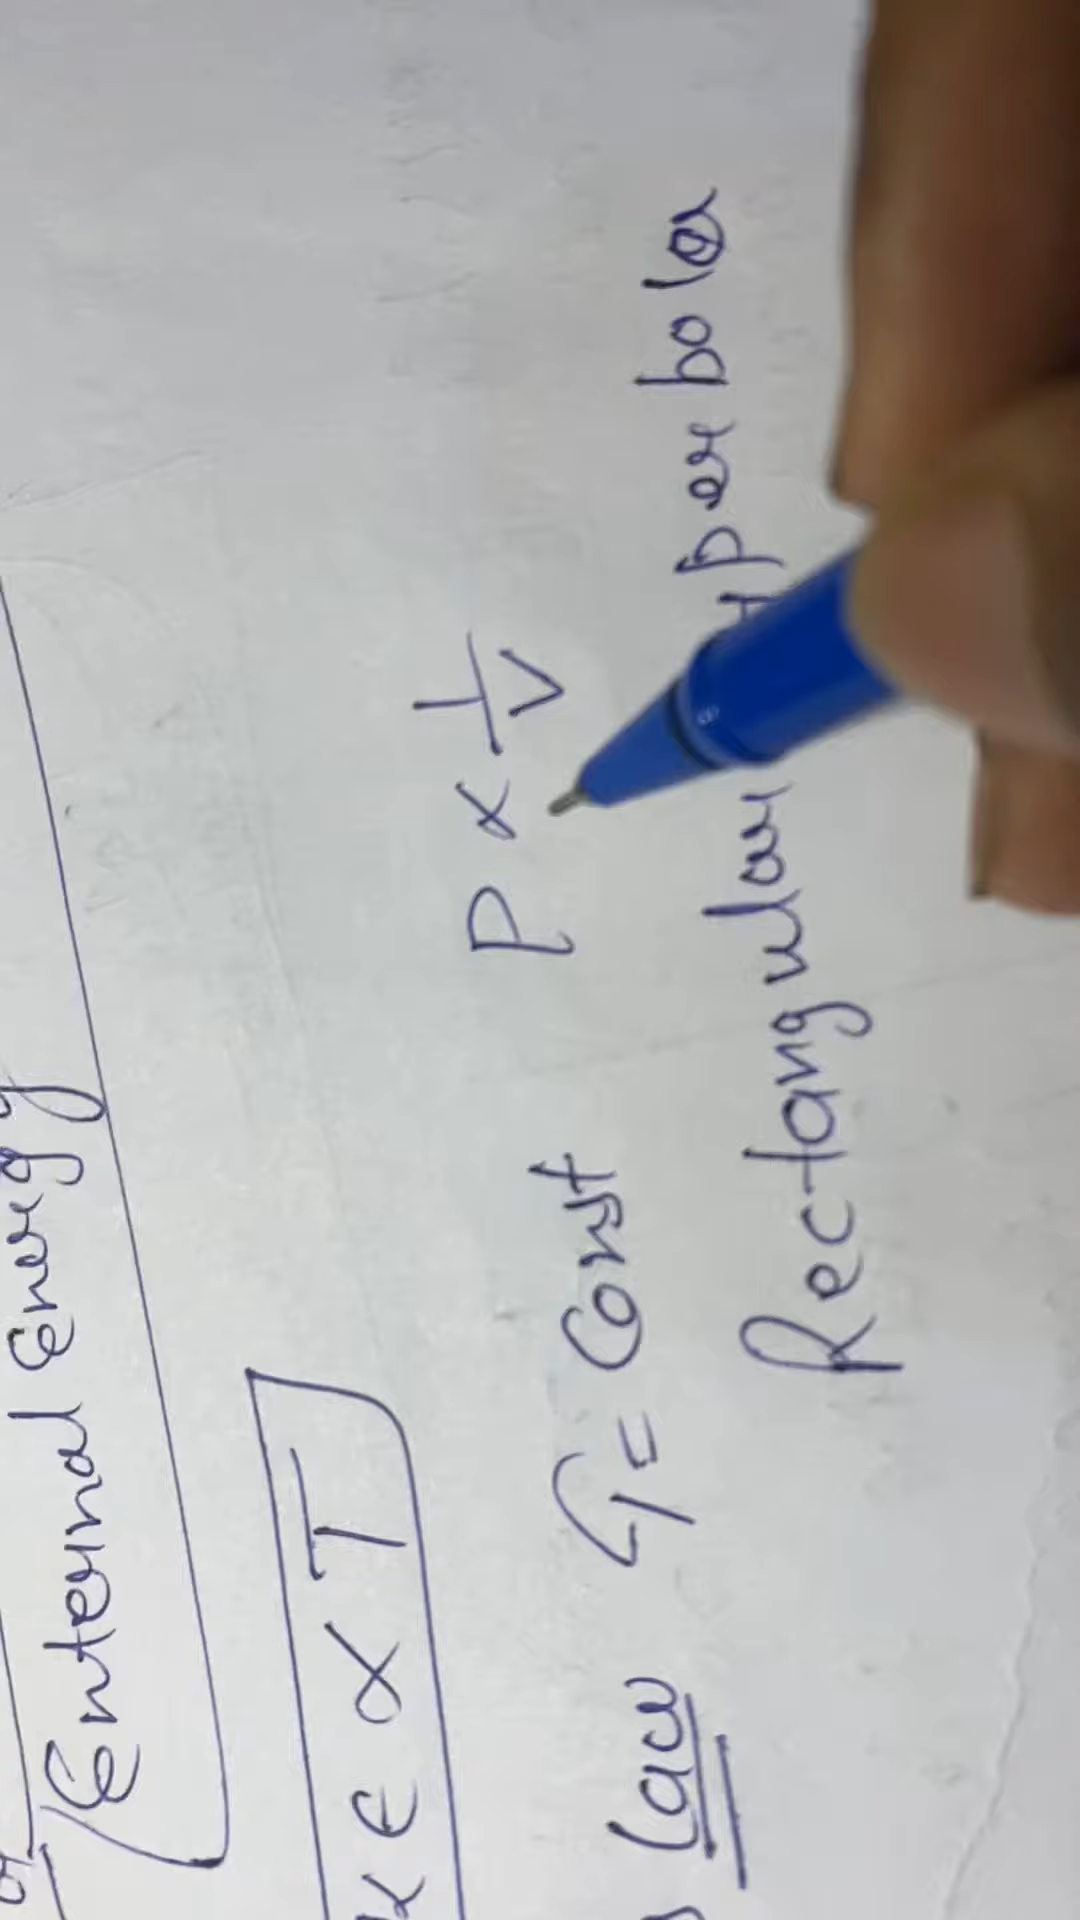 Internal Energy
KE ∝ T
Law T = Const P ∝ 1/V
Rectangular